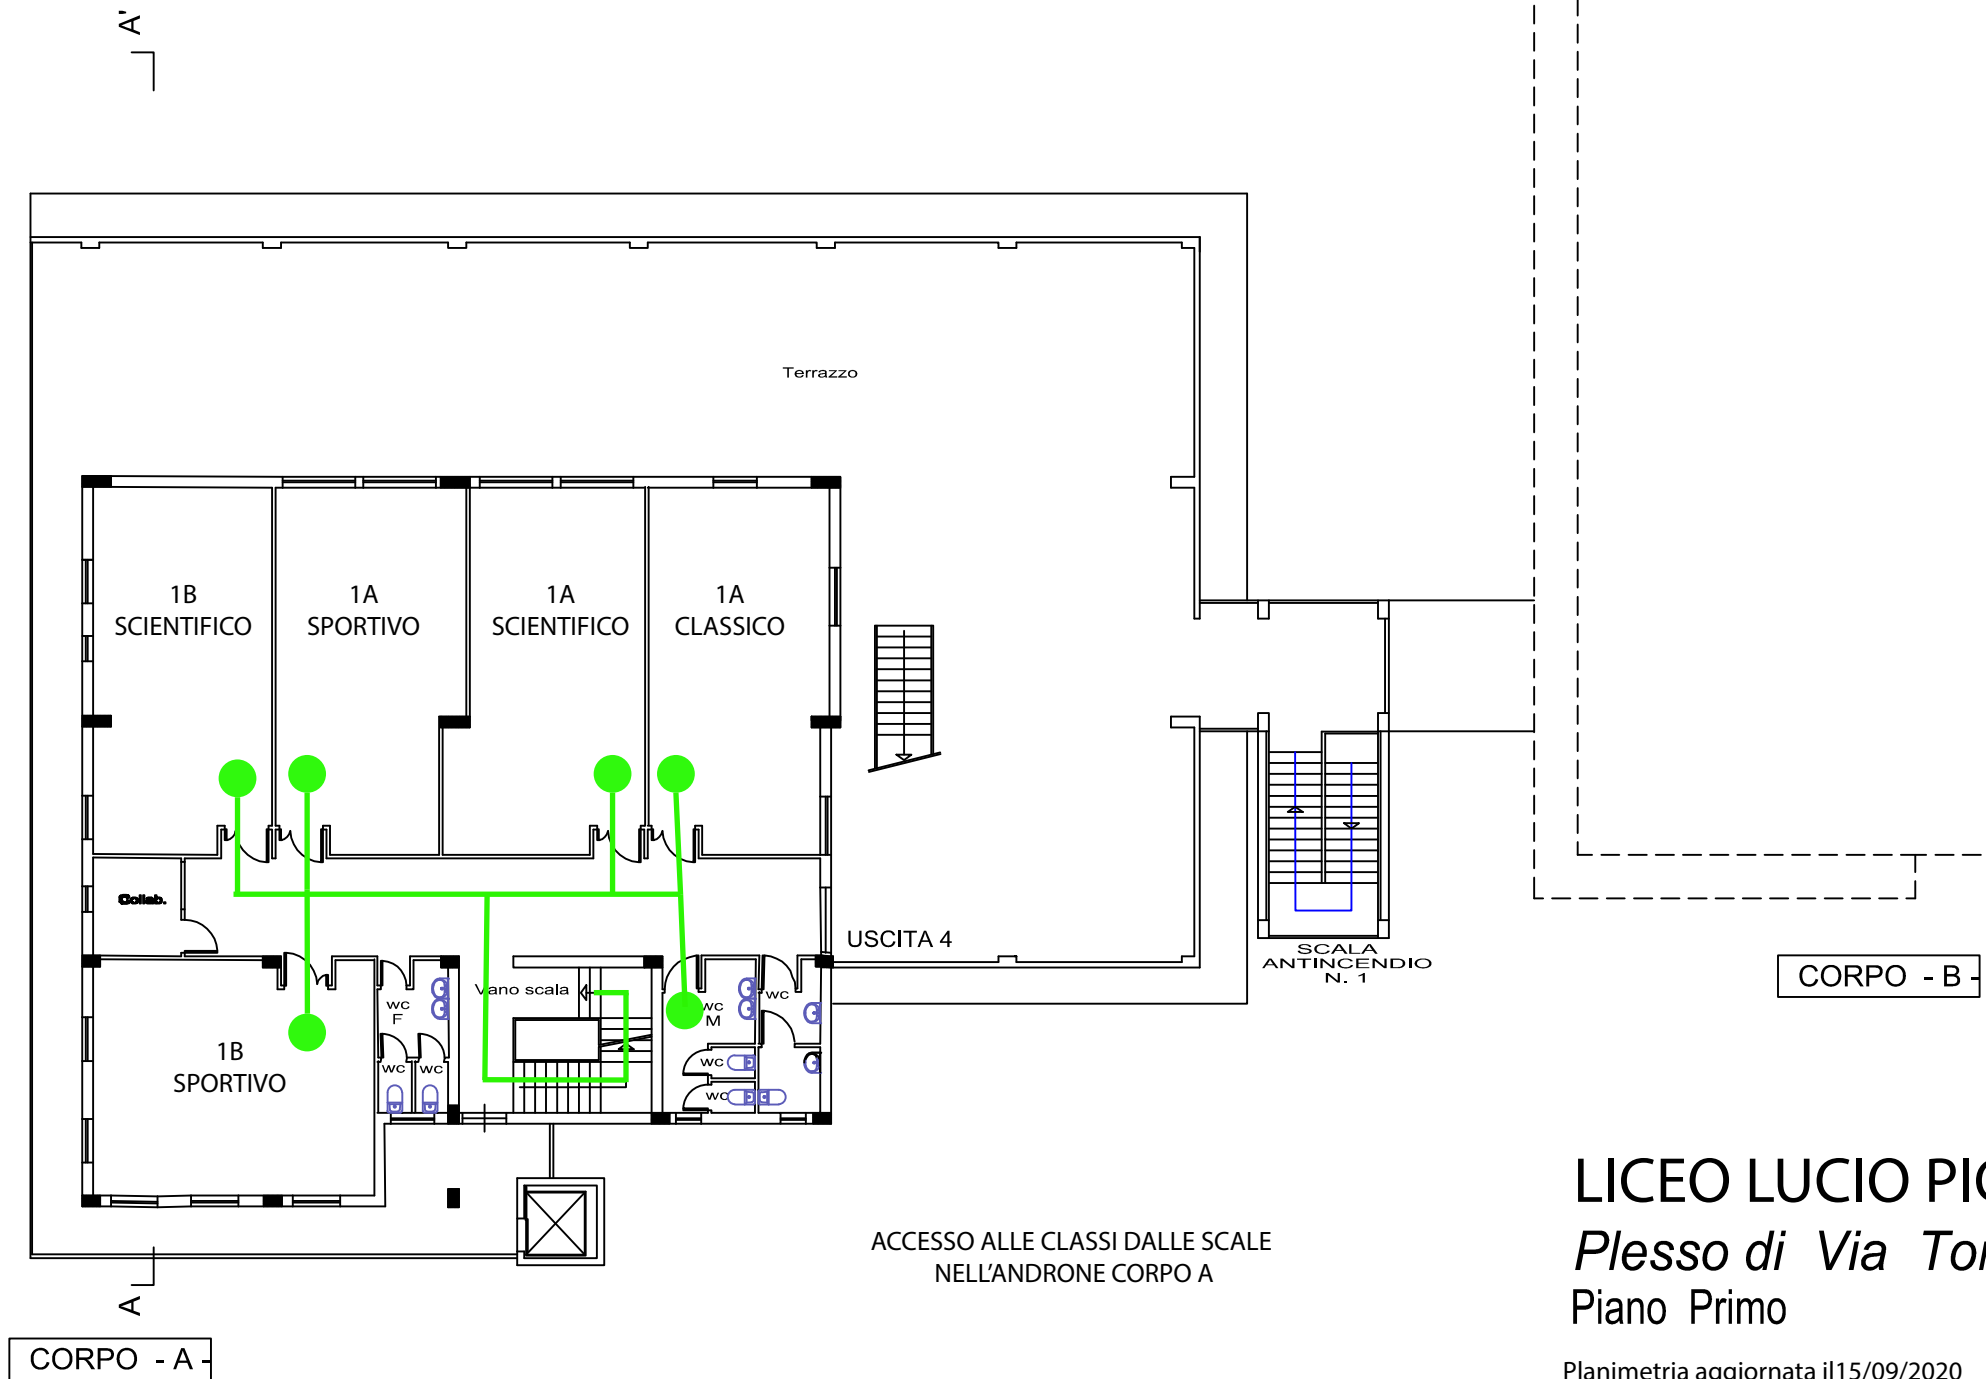 A'
Terrazzo
1B
SCIENTIFICO
1A
SPORTIVO
1A
SCIENTIFICO
1A
CLASSICO
Collab.
USCITA 4
SCALA
ANTINCENDIO
N. 1
CORPO - B -
Vano scala
wc
F
wc
M
wc
wc
wc
wc
wc
1B
SPORTIVO
ACCESSO ALLE CLASSI DALLE SCALE
NELL'ANDRONE CORPO A
A
CORPO - A -
LICEO LUCIO
Plesso di Via
Piano Primo
Planimetria aggiornata il15/09/2020